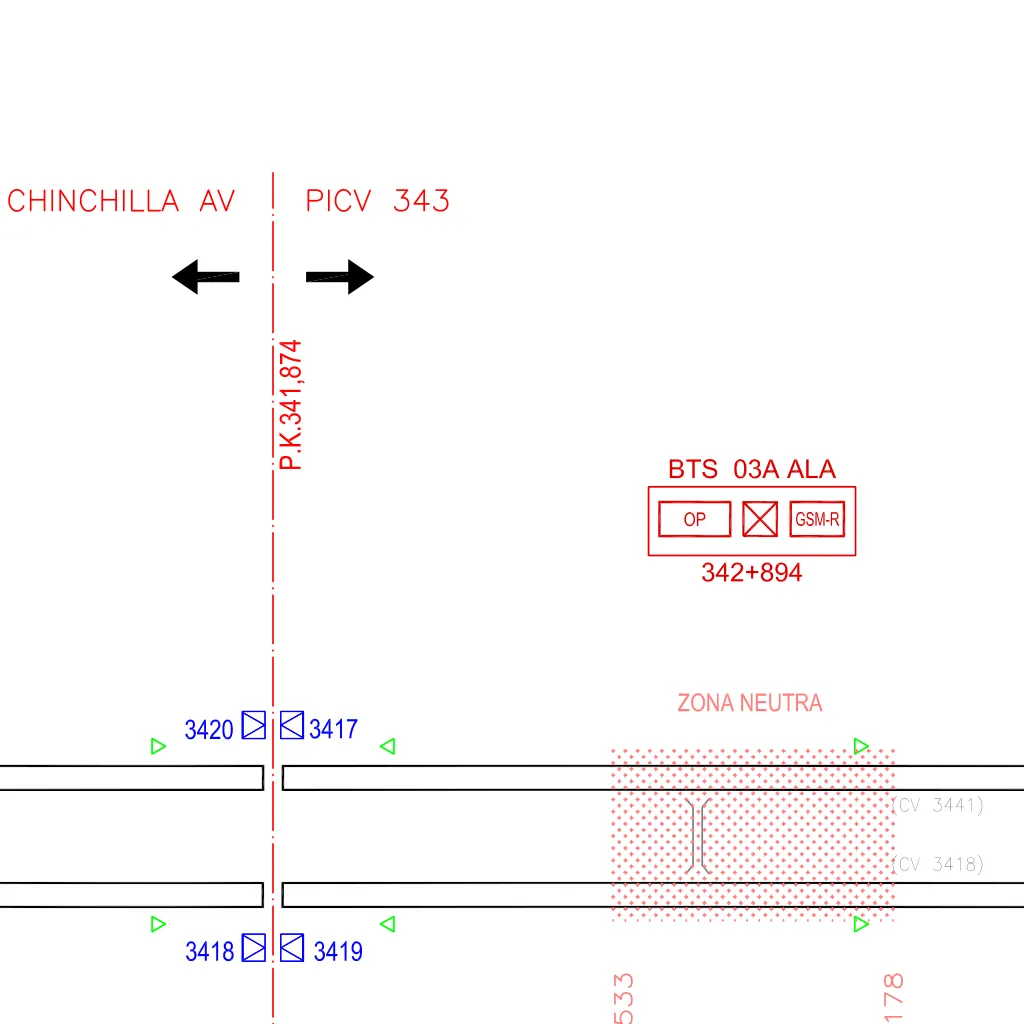 CHINCHILLA AV
PICV 343
P.K.341,874
BTS 03A ALA
OP
GSM-R
342+894
ZONA NEUTRA
3420
3417
(CV 3441)
(CV 3418)
3418
3419
533
178